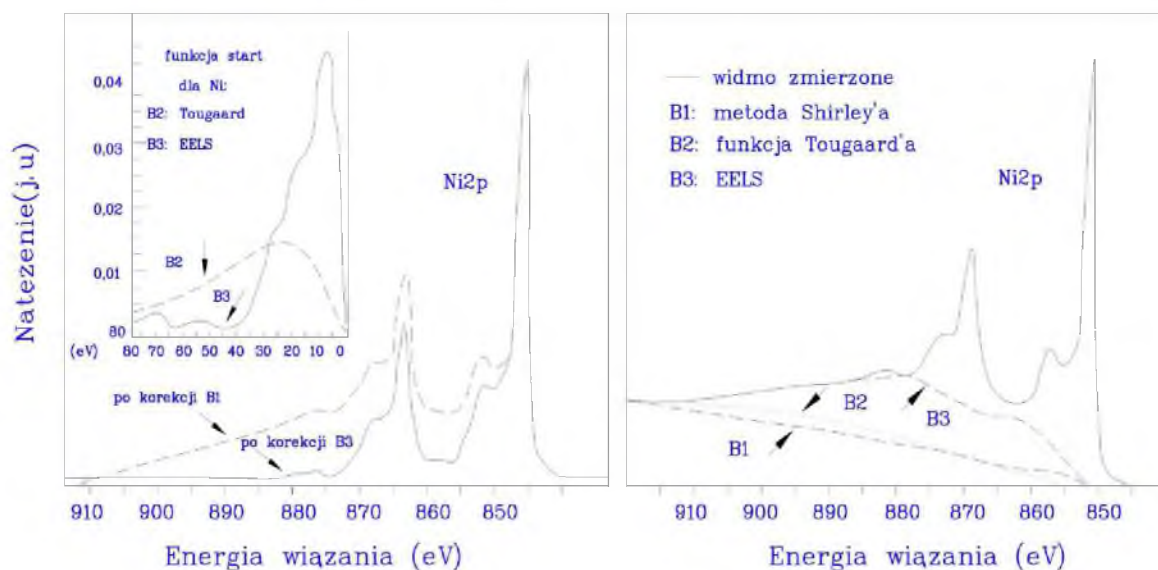 Natężenie(j.u)
funkcja start
dla Ni:
B2: Tougaard
B3: EELS
0,04
0,03
0,02
0,01
80
(eV)
80 70 60 50 40 30 20 10 0
B2
B3
Ni2p
po korekcji B1
po korekcji B3
910 900 880 870 860 850
Energia wiązania (eV)
widmo zmierzone
B1: metoda Shirley'a
B2: funkcja Tougaard'a
B3: EELS
Ni2p
B2
B3
B1
910 900 890 880 870 860 850
Energia wiązania (eV)